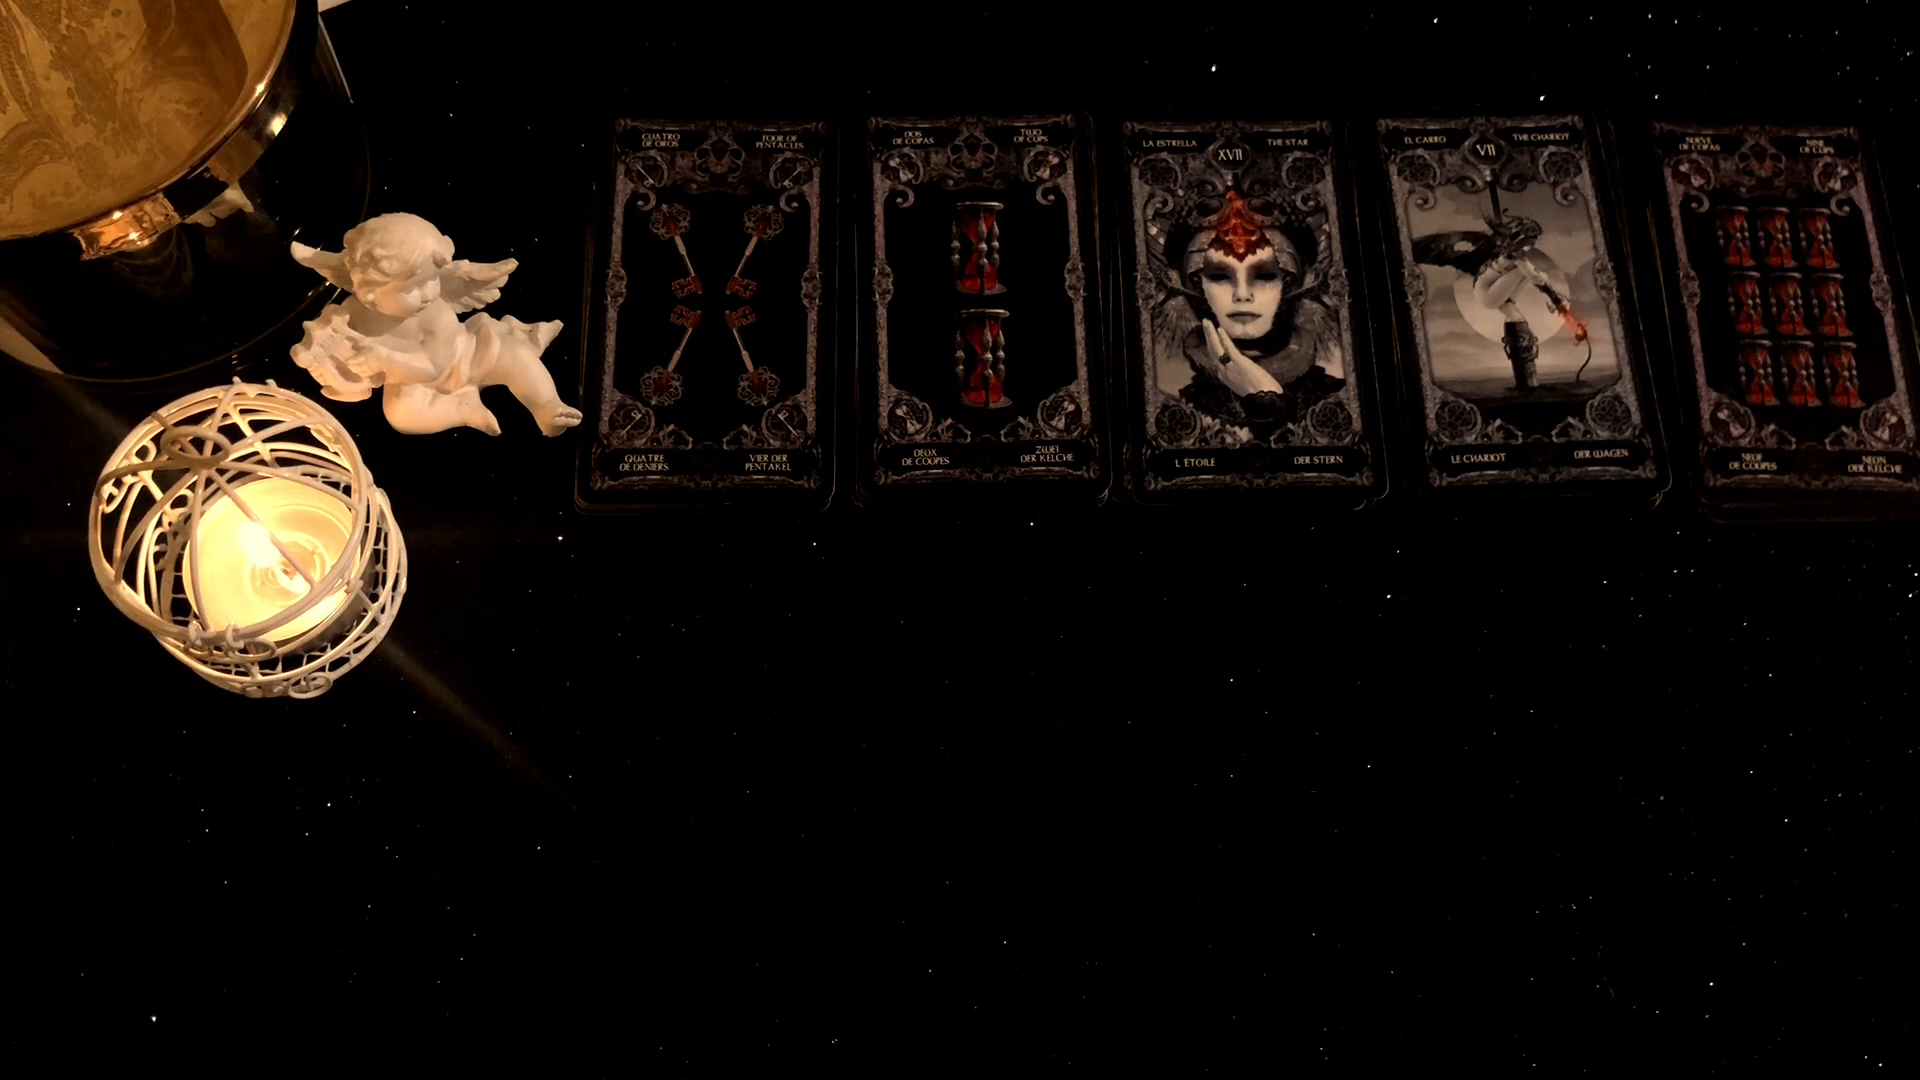 CUATRO
DE OROS
FOUR OF
PENTACLES
QUATRE
DE DENIERS
VIER DER
PENTAKEL
DOS
DE COPAS
TWO
OF CUPS
DEUX
DE COUPES
ZWEI
DER KELCHE
LA ESTRELLA
XVII
THE STAR
L ÉTOILE
DER STERN
EL CARRO
VII
THE CHARIOT
LE CHARIOT
DER WAGEN
NUEVE
DE COPAS
NINE
OF CUPS
NEUF
DE COUPES
NEUN
DER KELCHE